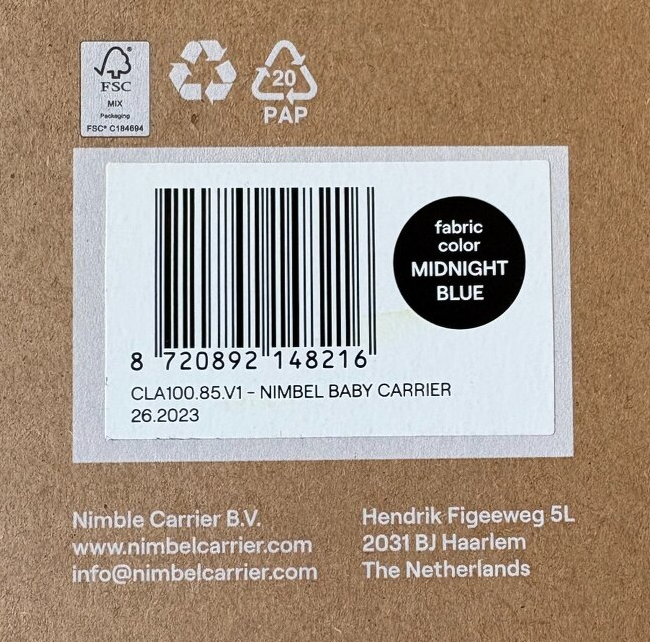 FSC®
MIX
Packaging
FSC® C184694
20
PAP
fabric
color
MIDNIGHT
BLUE
8 720892 148216
CLA100.85.V1 - NIMBEL BABY CARRIER
26.2023
Nimble Carrier B.V.
www.nimbelcarrier.com
info@nimbelcarrier.com
Hendrik Figeeweg 5L
2031 BJ Haarlem
The Netherlands